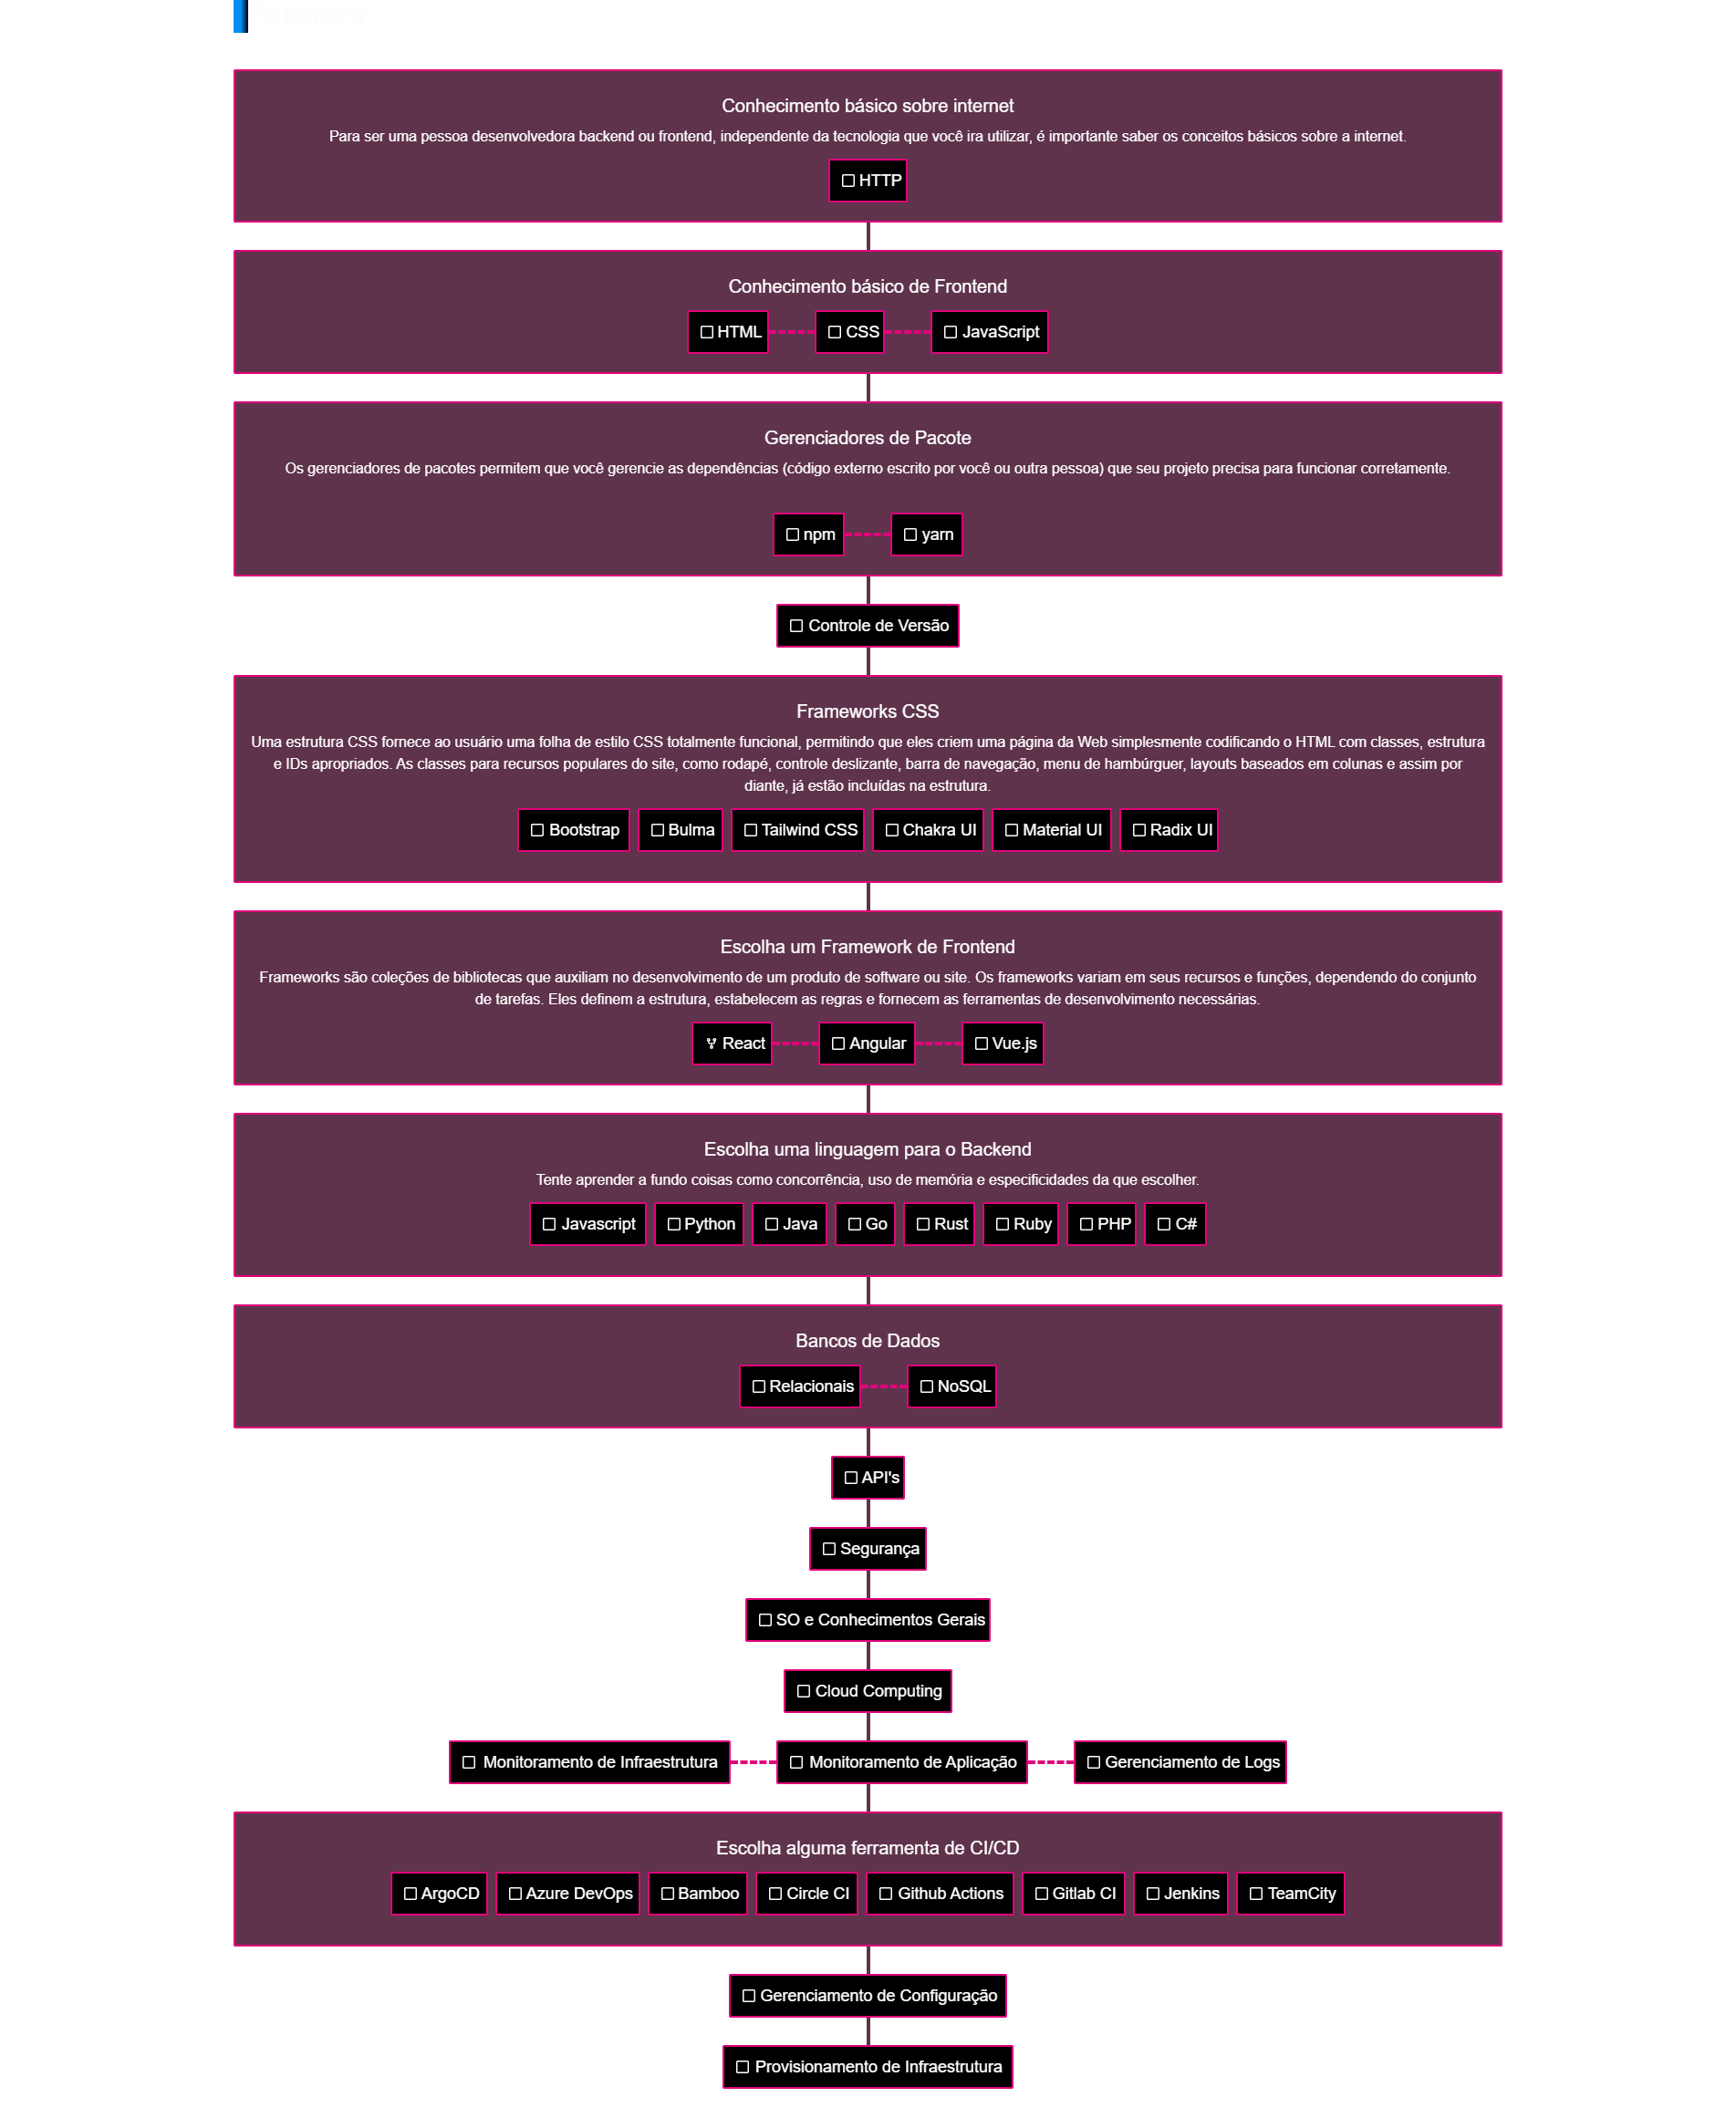 Conhecimento básico sobre internet
Para ser uma pessoa desenvolvedora backend ou frontend, independente da tecnologia que você ira utilizar, é importante saber os conceitos básicos sobre a internet.
HTTP
Conhecimento básico de Frontend
HTML CSS JavaScript
Gerenciadores de Pacote
Os gerenciadores de pacotes permitem que você gerencie as dependências (código externo escrito por você ou outra pessoa) que seu projeto precisa para funcionar corretamente.
npm yarn
Controle de Versão
Frameworks CSS
Uma estrutura CSS fornece ao usuário uma folha de estilo CSS totalmente funcional, permitindo que eles criem uma página da Web simplesmente codificando o HTML com classes, estrutura
e IDs apropriados. As classes para recursos populares do site, como rodapé, controle deslizante, barra de navegação, menu de hambúrguer, layouts baseados em colunas e assim por
diante, já estão incluídas na estrutura.
Bootstrap Bulma Tailwind CSS Chakra UI Material UI Radix UI
Escolha um Framework de Frontend
Frameworks são coleções de bibliotecas que auxiliam no desenvolvimento de um produto de software ou site. Os frameworks variam em seus recursos e funções, dependendo do conjunto
de tarefas. Eles definem a estrutura, estabelecem as regras e fornecem as ferramentas de desenvolvimento necessárias.
React Angular Vue.js
Escolha uma linguagem para o Backend
Tente aprender a fundo coisas como concorrência, uso de memória e especificidades da que escolher.
Javascript Python Java Go Rust Ruby PHP C#
Bancos de Dados
Relacionais NoSQL
API's
Segurança
SO e Conhecimentos Gerais
Cloud Computing
Monitoramento de Infraestrutura Monitoramento de Aplicação Gerenciamento de Logs
Escolha alguma ferramenta de CI/CD
ArgoCD Azure DevOps Bamboo Circle CI Github Actions Gitlab CI Jenkins TeamCity
Gerenciamento de Configuração
Provisionamento de Infraestrutura